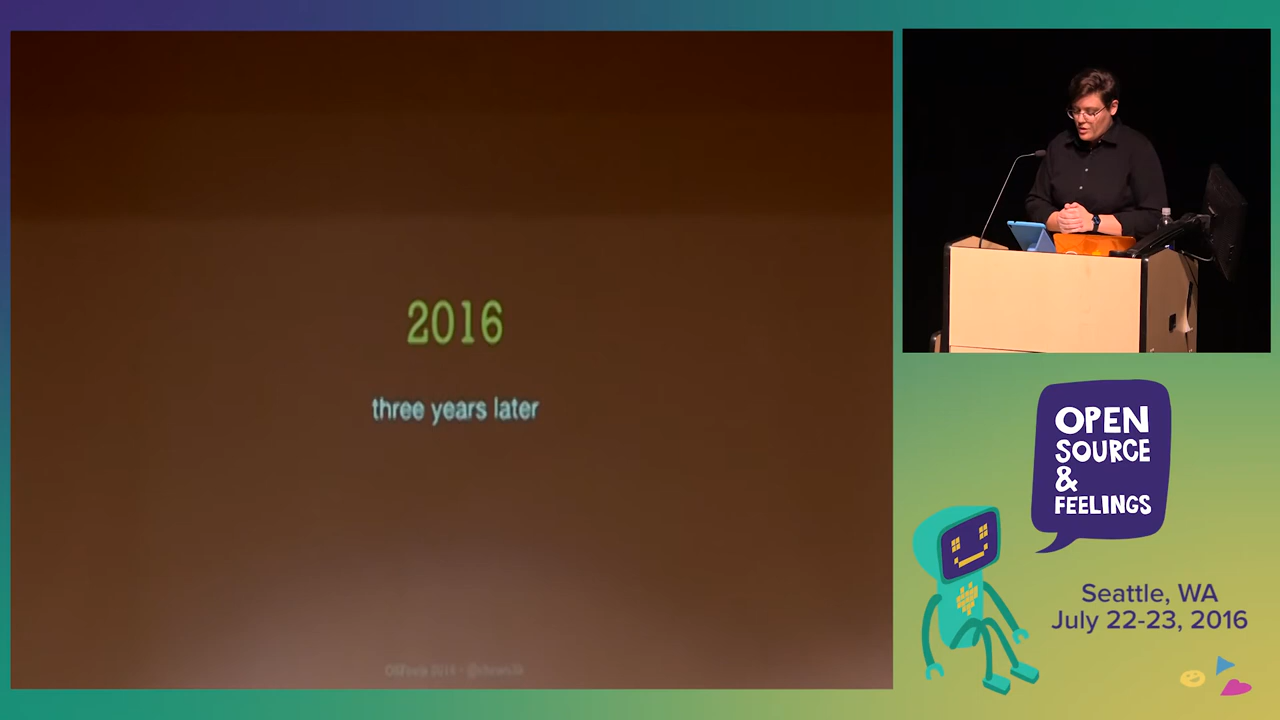 2016
three years later
OPEN
SOURCE
&
FEELINGS
Seattle, WA
July 22-23, 2016